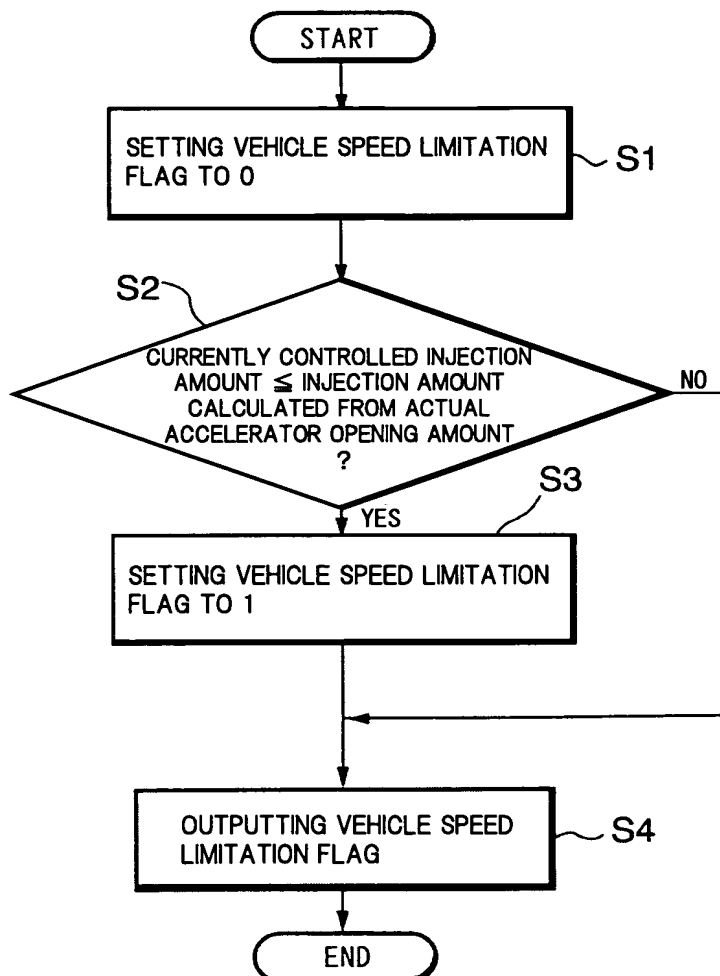 START
SETTING VEHICLE SPEED LIMITATION
FLAG TO 0
S1
S2
CURRENTLY CONTROLLED INJECTION
AMOUNT ≦ INJECTION AMOUNT
CALCULATED FROM ACTUAL
ACCELERATOR OPENING AMOUNT
?
NO
YES
S3
SETTING VEHICLE SPEED LIMITATION
FLAG TO 1
OUTPUTTING VEHICLE SPEED
LIMITATION FLAG
S4
END